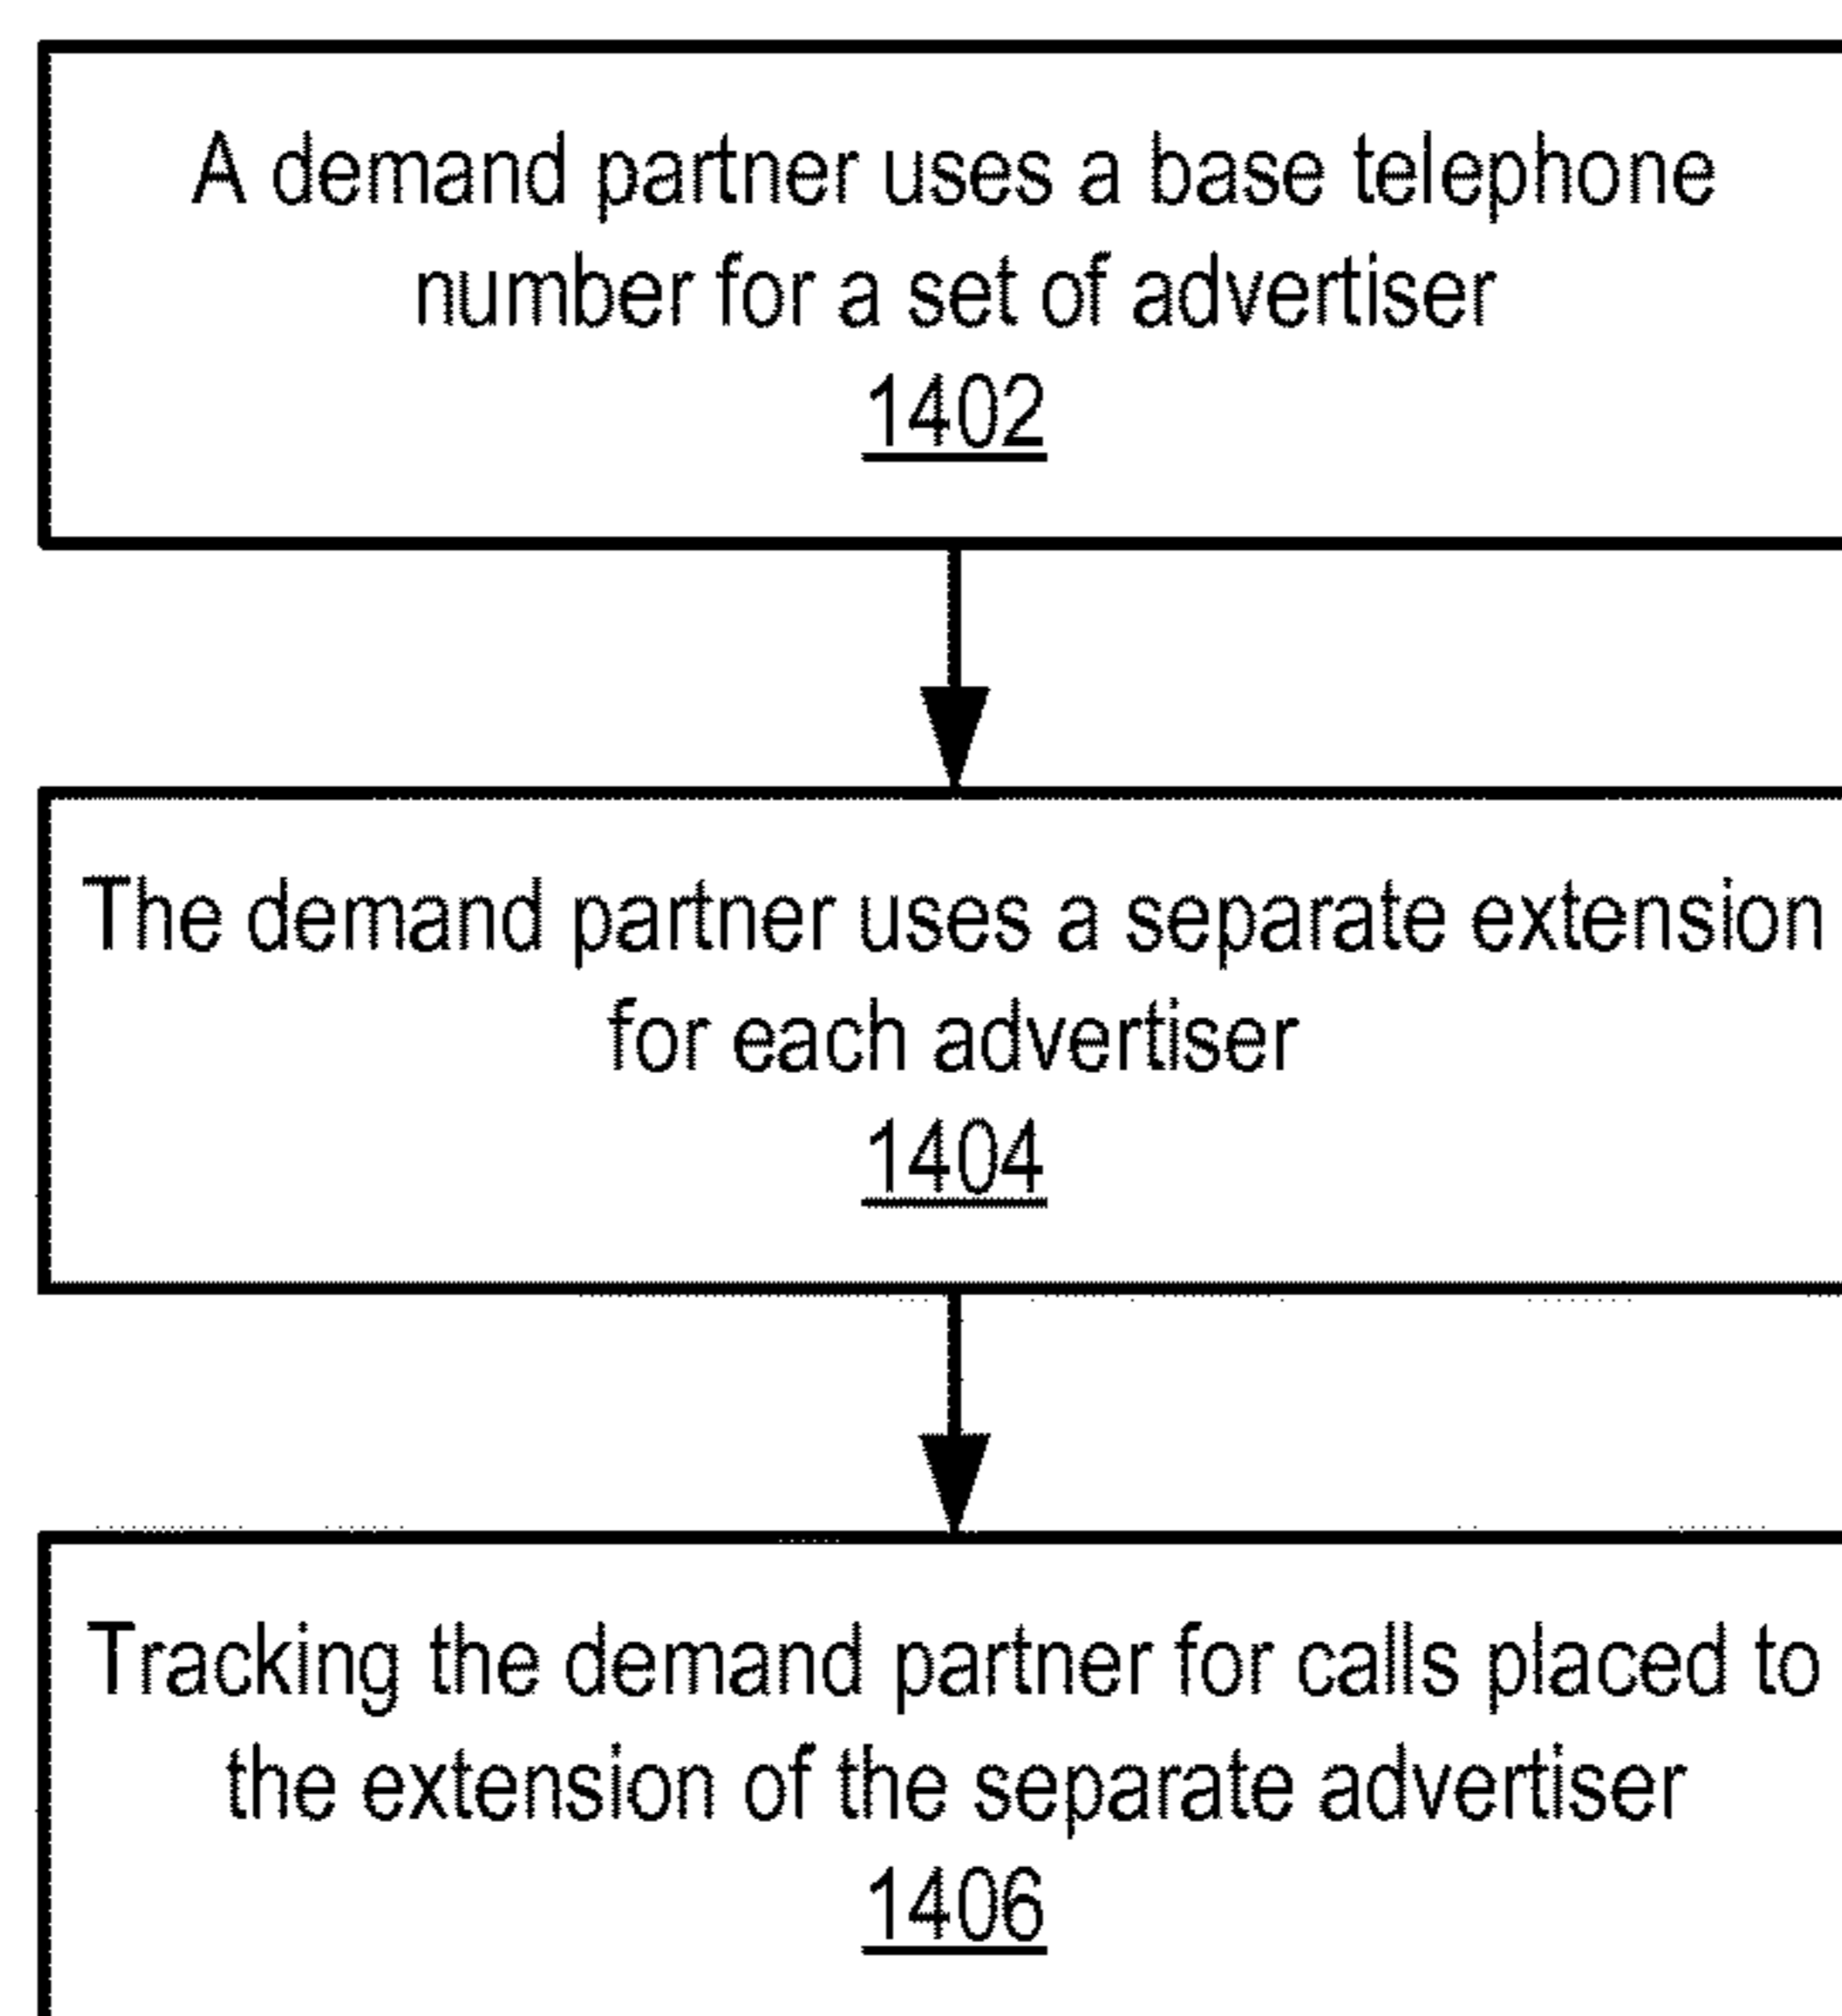 A demand partner uses a base telephone
number for a set of advertiser
1402
The demand partner uses a separate extension
for each advertiser
1404
Tracking the demand partner for calls placed to
the extension of the separate advertiser
1406